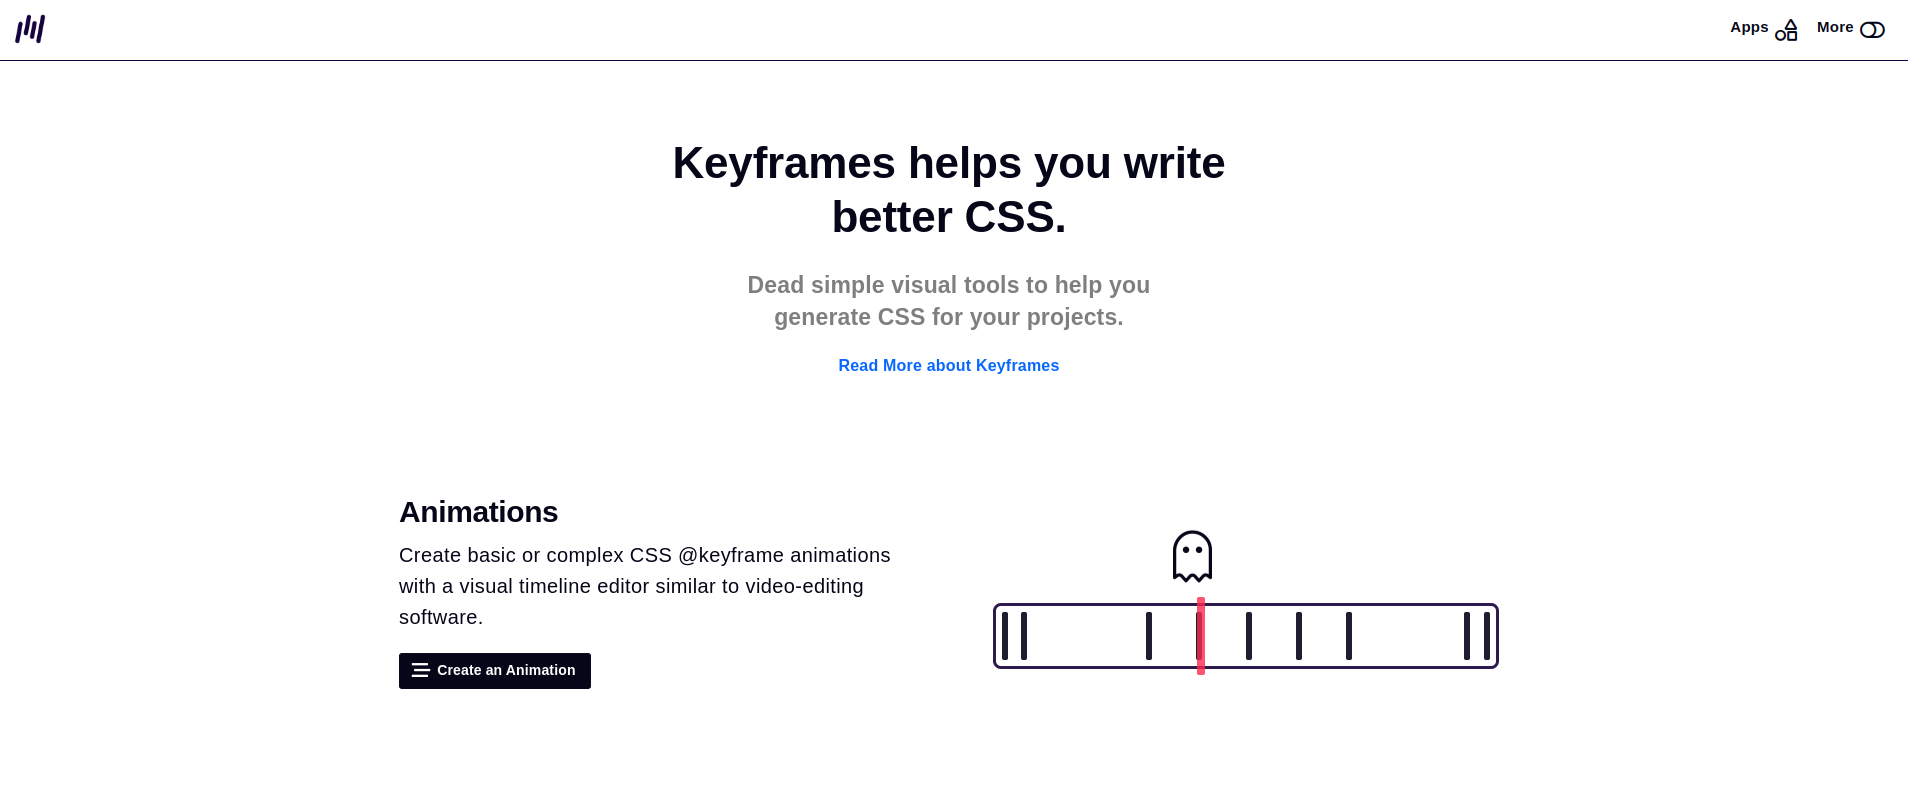 Apps
More
Keyframes helps you write
better CSS.
Dead simple visual tools to help you
generate CSS for your projects.
Read More about Keyframes
Animations
Create basic or complex CSS @keyframe animations
with a visual timeline editor similar to video-editing
software.
Create an Animation